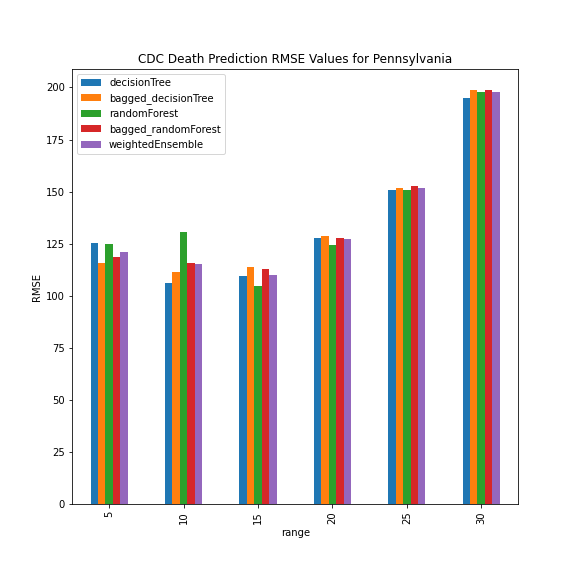 CDC Death Prediction RMSE Values for Pennsylvania
decisionTree
bagged_decisionTree
randomForest
bagged_randomForest
weightedEnsemble
200
175
150
125
100
75
50
25
0
RMSE
5
10
15
20
25
30
range